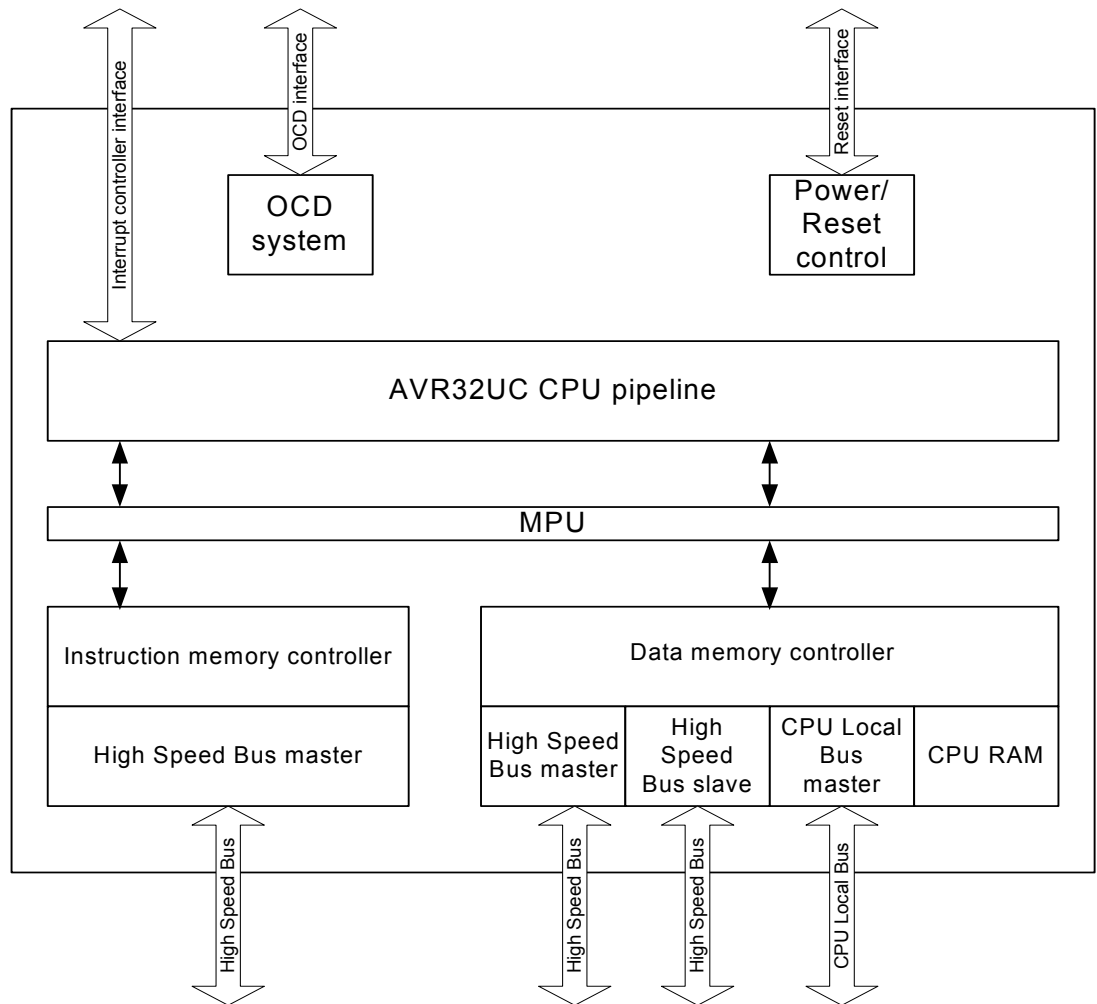 Interrupt controller interface
OCD interface
Reset interface
OCD
system
Power/
Reset
control
AVR32UC CPU pipeline
MPU
Instruction memory controller
High Speed Bus master
Data memory controller
High Speed
Bus master
High
Speed
Bus slave
CPU Local
Bus
master
CPU RAM
High Speed Bus
High Speed Bus
High Speed Bus
CPU Local Bus